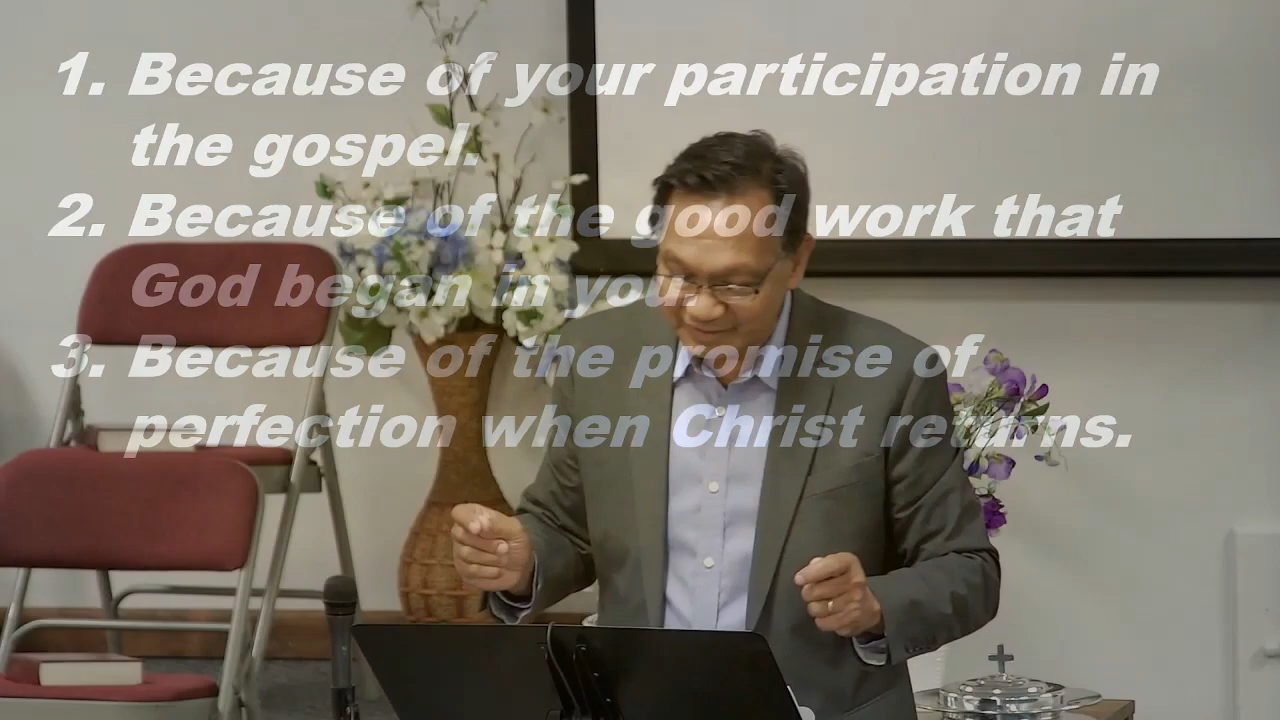 1. Because of your participation in
the gospel.
2. Because of the good work that
God began in you.
3. Because of the promise of
perfection when Christ returns.